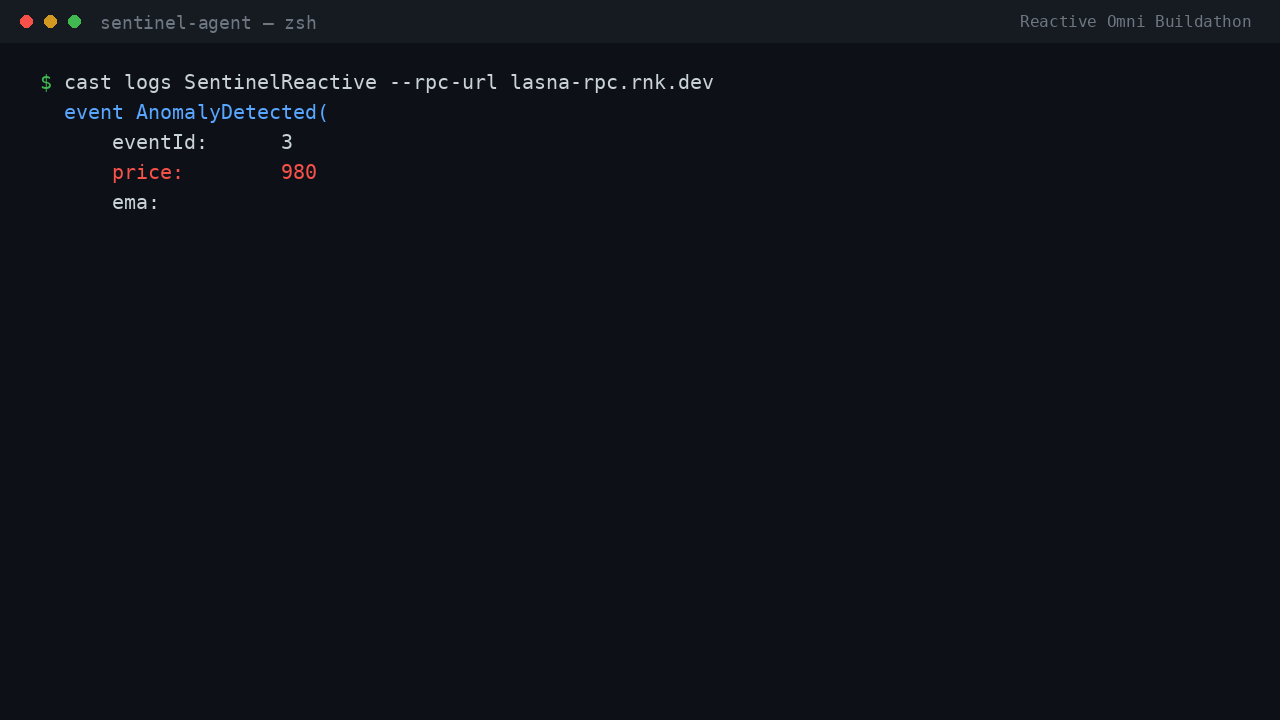 sentinel-agent — zsh
Reactive Omni Buildathon
$ cast logs SentinelReactive --rpc-url lasna-rpc.rnk.dev
event AnomalyDetected(
eventId: 3
price: 980
ema: